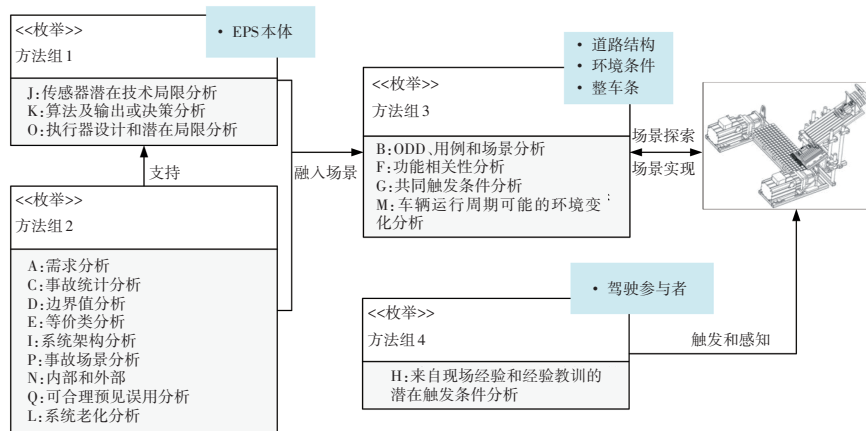 <<枚举>>
方法组1
• EPS本体
J:传感器潜在技术局限分析
K:算法及输出或决策分析
O:执行器设计和潜在局限分析
支持
<<枚举>>
方法组2
A:需求分析
C:事故统计分析
D:边界值分析
E:等价类分析
I:系统架构分析
P:事故场景分析
N:内部和外部
Q:可合理预见误用分析
L:系统老化分析
融入场景
<<枚举>>
方法组3
• 道路结构
• 环境条件
• 整车条
B:ODD、用例和场景分析
F:功能相关性分析
G:共同触发条件分析
M:车辆运行周期可能的环境变
化分析
场景探索
场景实现
<<枚举>>
方法组4
• 驾驶参与者
H:来自现场经验和经验教训的
潜在触发条件分析
触发和感知